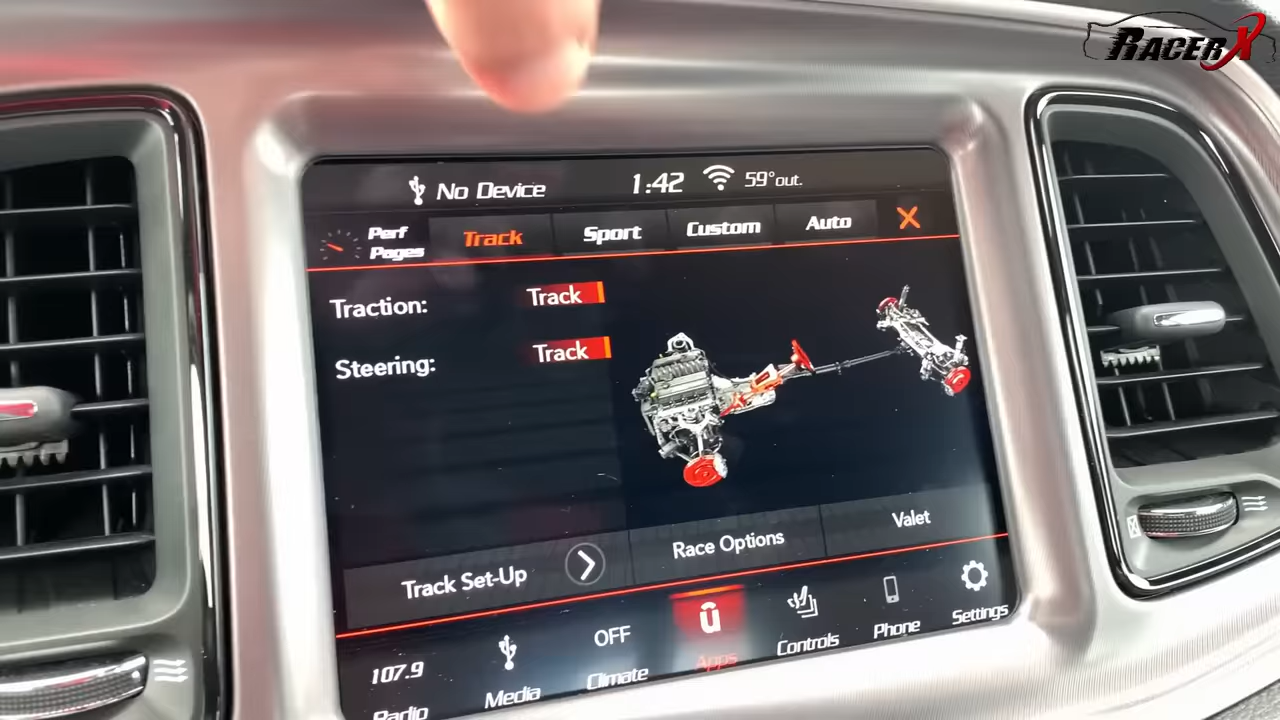 RACERX
No Device
1:42
59°out.
Perf
Pages
Track
Sport
Custom
Auto
Traction:
Track
Steering:
Track
Track Set-Up
Race Options
Valet
107.9
Radio
Media
OFF
Climate
Apps
Controls
Phone
Settings